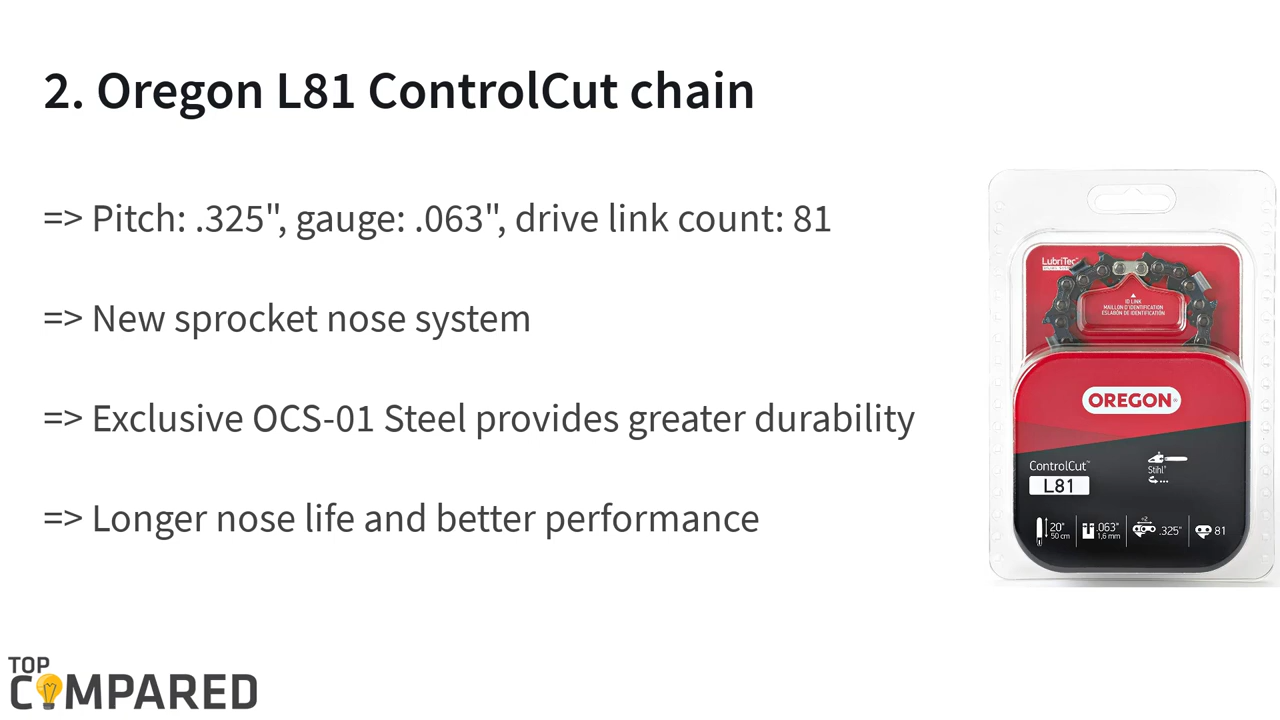 2. Oregon L81 ControlCut chain
=> Pitch: .325", gauge: .063", drive link count: 81
=> New sprocket nose system
=> Exclusive OCS-01 Steel provides greater durability
=> Longer nose life and better performance
LubriTec
ID LINK
MAILLON D'IDENTIFICATION
ESLABÓN DE IDENTIFICACIÓN
OREGON
ControlCut™
L81
Stihl®
20"
50 cm
.063"
1,6 mm
÷2
.325"
81
TOP
COMPARED